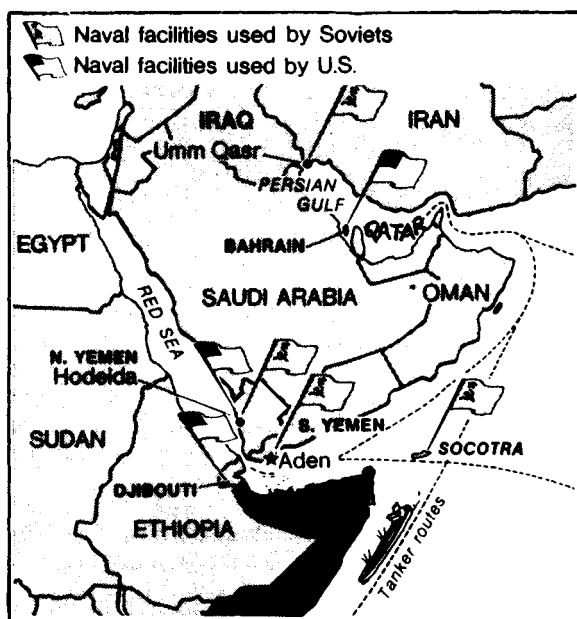 Naval facilities used by Soviets
Naval facilities used by U.S.
IRAQ
IRAN
Umm Qasr
PERSIAN
GULF
QATAR
EGYPT
BAHRAIN
RED SEA
SAUDI ARABIA
OMAN
N. YEMEN
Hodeida
S. YEMEN
SUDAN
Aden
SOCOTRA
DJIBOUTI
ETHIOPIA
Tanker routes